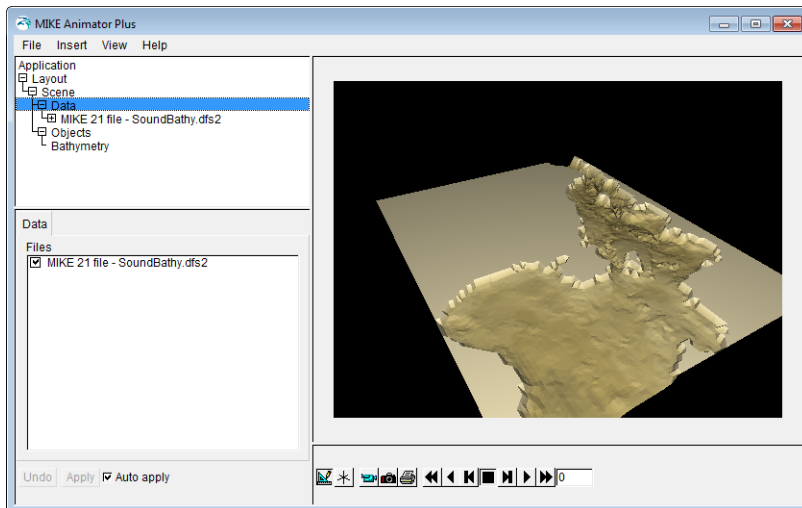 MIKE Animator Plus
File Insert View Help
Application
Layout
Scene
Data
MIKE 21 file - SoundBathy.dfs2
Objects
Bathymetry
Data
Files
MIKE 21 file - SoundBathy.dfs2
Undo Apply Auto apply
0